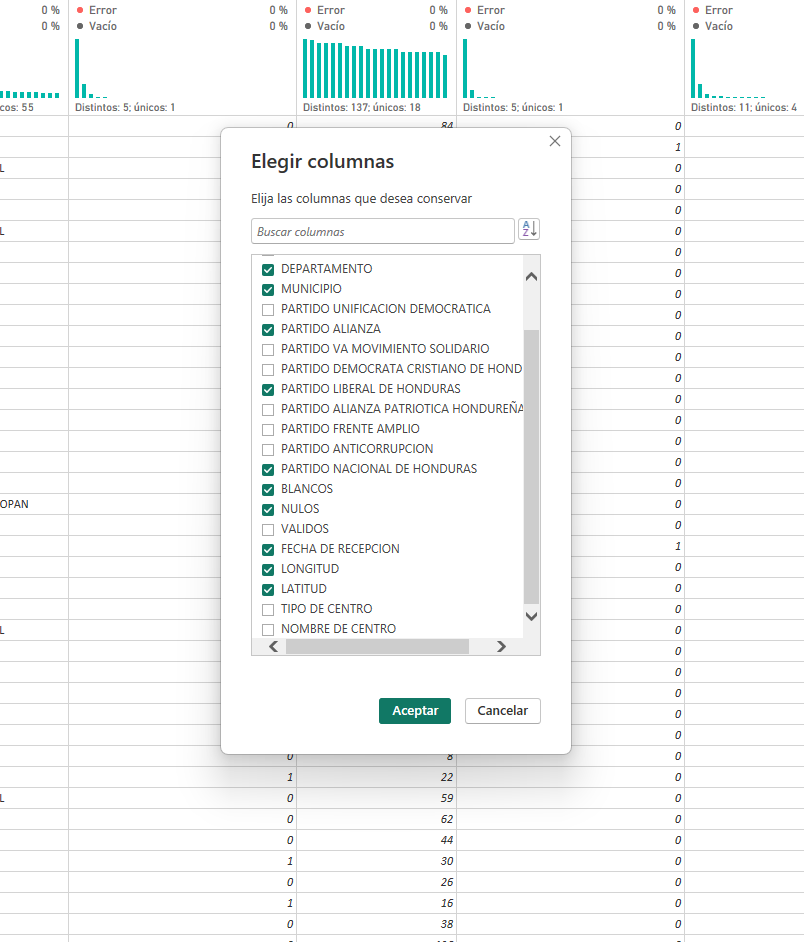 0 % Error 0 % Error 0 % Error 0 % Error
0 % Vacío 0 % Vacío 0 % Vacío 0 % Vacío
cos: 55 Distintos: 5; únicos: 1 Distintos: 137; únicos: 18 Distintos: 5; únicos: 1 Distintos: 11; únicos: 4
0 84 0
1
L 0
0
0
L 0
0
0
0
0
0
0
0
0
0
0
0
0
OPAN 0
0
1
0
0
0
L 0
0
0
0
0
0
Elegir columnas
Elija las columnas que desea conservar
Buscar columnas
AZ
DEPARTAMENTO
MUNICIPIO
PARTIDO UNIFICACION DEMOCRATICA
PARTIDO ALIANZA
PARTIDO VA MOVIMIENTO SOLIDARIO
PARTIDO DEMOCRATA CRISTIANO DE HOND
PARTIDO LIBERAL DE HONDURAS
PARTIDO ALIANZA PATRIOTICA HONDUREÑA
PARTIDO FRENTE AMPLIO
PARTIDO ANTICORRUPCION
PARTIDO NACIONAL DE HONDURAS
BLANCOS
NULOS
VALIDOS
FECHA DE RECEPCION
LONGITUD
LATITUD
TIPO DE CENTRO
NOMBRE DE CENTRO
Aceptar Cancelar
0 8 0
1 22 0
L 0 59 0
0 62 0
0 44 0
1 30 0
0 26 0
1 16 0
0 38 0